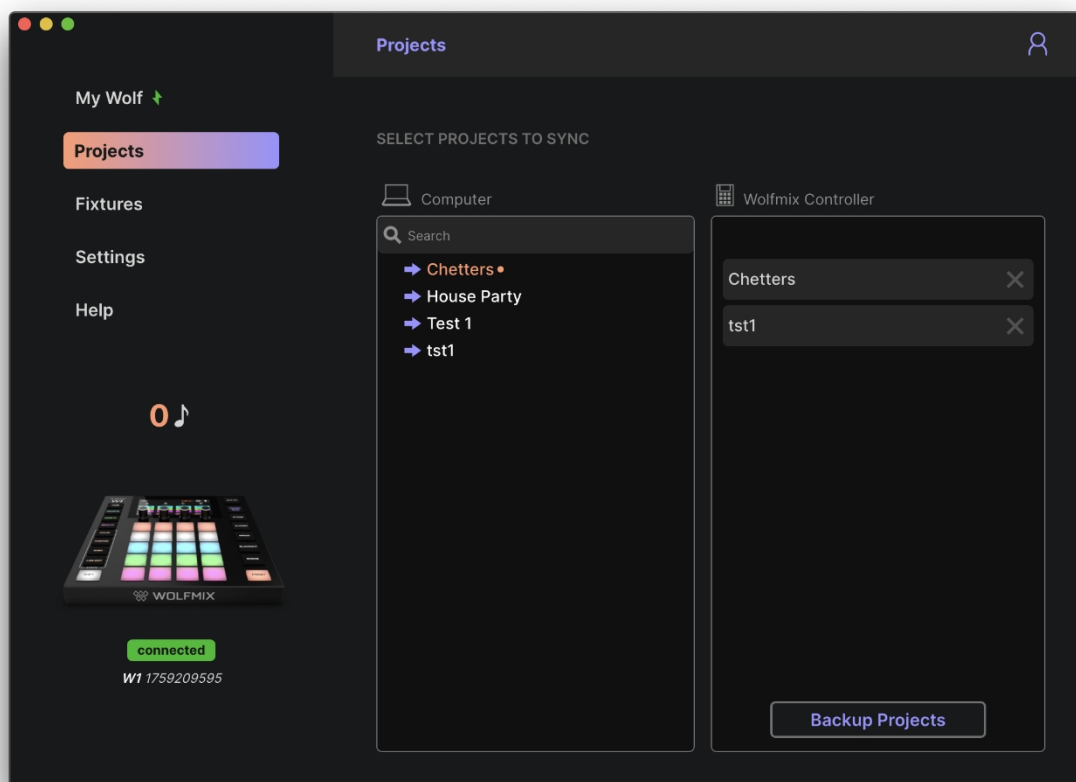 Projects
My Wolf
Projects
Fixtures
Settings
Help
SELECT PROJECTS TO SYNC
Computer
Search
Chetters
House Party
Test 1
tst1
Wolfmix Controller
Chetters
tst1
Backup Projects
0
WOLFMIX
connected
W1 1759209595